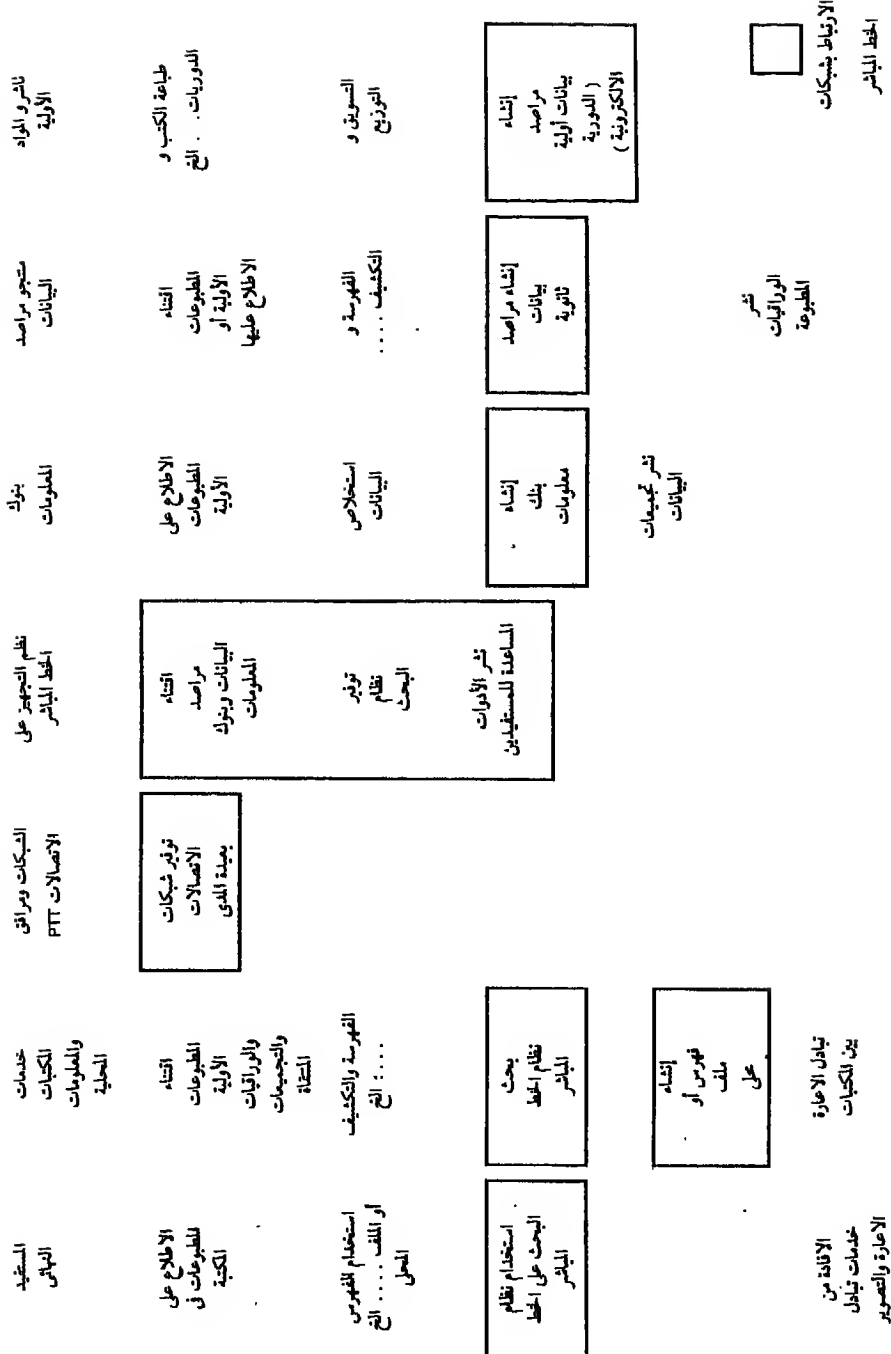 ناشرو المواد
الأولية
طباعة الكتب و
الدوريات . . . الخ
التسويق و
التوزيع
إنشاء
مراصد
بيانات أولية
( الدورية
الالكترونية )
منتجو مراصد
البيانات
اقتناء
المطبوعات
الأولية أو
الاطلاع عليها
الفهرسة و
التكشيف . . . .
إنشاء مراصد
بيانات
ثانوية
نشر
الوراقيات
المطبوعة
بنوك
المعلومات
الاطلاع على
المطبوعات
الأولية
استخلاص
البيانات
إنشاء
بنك
معلومات
نشر تجميعات
البيانات
نظم التجهيز على
الخط المباشر
اقتناء
مراصد
البيانات وبنوك
المعلومات
توفير
نظام
البحث
نشر الأدوات
المساعدة للمستفيدين
الشبكات ومرافق
الاتصالات PTT
توفير شبكات
الاتصالات
بعيدة المدى
خدمات
المكتبات
والمعلومات
المحلية
اقتناء
المطبوعات
الأولية
والوراقيات
والتجميعات
المنتقاة
الفهرسة والتكشيف
. . . . الخ
بحث
نظام الخط
المباشر
إنشاء
فهرس أو
ملف
على
تبادل الاعارة
بين المكتبات
المستفيد
النهائي
الاطلاع على
المطبوعات في
المكتبة
استخدام الفهرس
أو الملف . . . . الخ
المحلى
استخدام نظام
البحث على الخط
المباشر
الافادة من
خدمات تبادل
الاعارة والتصوير
الارتباط بشبكات
الخط المباشر